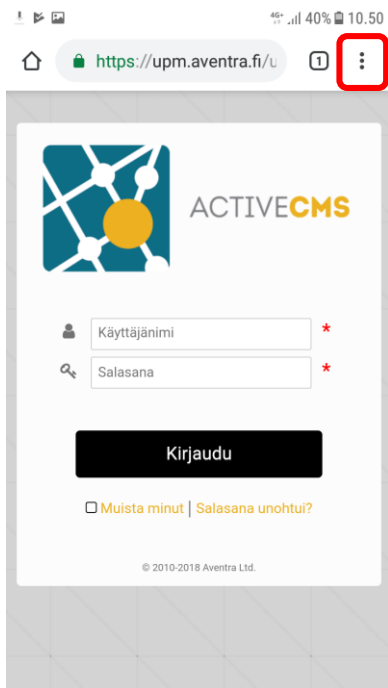 4G+ 40% 10.50
https://upm.aventra.fi/u 1
ACTIVECMS
Käyttäjänimi *
Salasana *
Kirjaudu
Muista minut | Salasana unohtui?
© 2010-2018 Aventra Ltd.